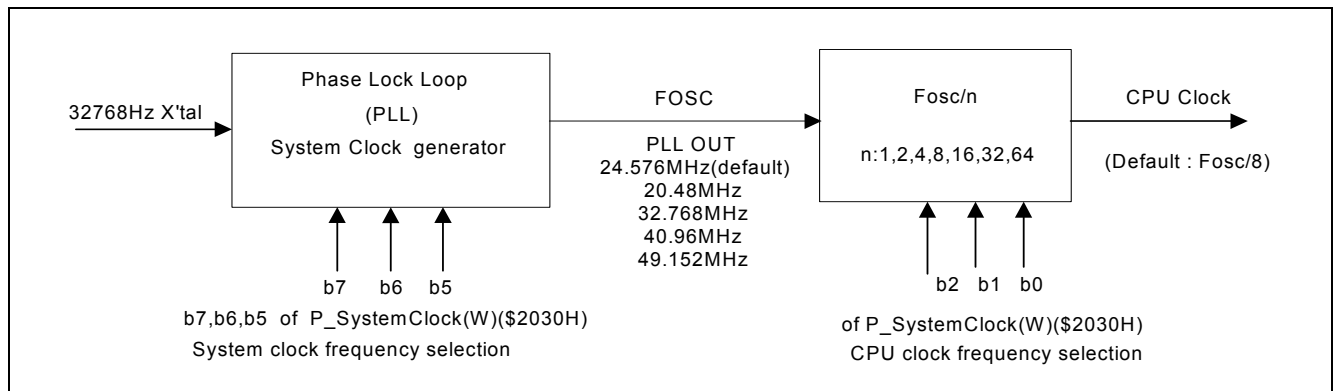 32768Hz X'tal
Phase Lock Loop
(PLL)
System Clock generator
b7 b6 b5
b7,b6,b5 of P_SystemClock(W)($2030H)
System clock frequency selection
FOSC
PLL OUT
24.576MHz(default)
20.48MHz
32.768MHz
40.96MHz
49.152MHz
Fosc/n
n:1,2,4,8,16,32,64
b2 b1 b0
of P_SystemClock(W)($2030H)
CPU clock frequency selection
CPU Clock
(Default : Fosc/8)